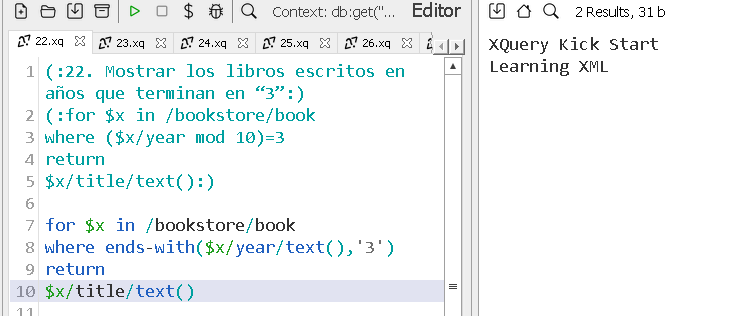 $ Context: db:get("… Editor
22.xq 23.xq 24.xq 25.xq 26.xq
1 (:22. Mostrar los libros escritos en
años que terminan en “3”:)
2 (:for $x in /bookstore/book
3 where ($x/year mod 10)=3
4 return
5 $x/title/text():)
6
7 for $x in /bookstore/book
8 where ends-with($x/year/text(),'3')
9 return
10 $x/title/text()
11
2 Results, 31 b
XQuery Kick Start
Learning XML